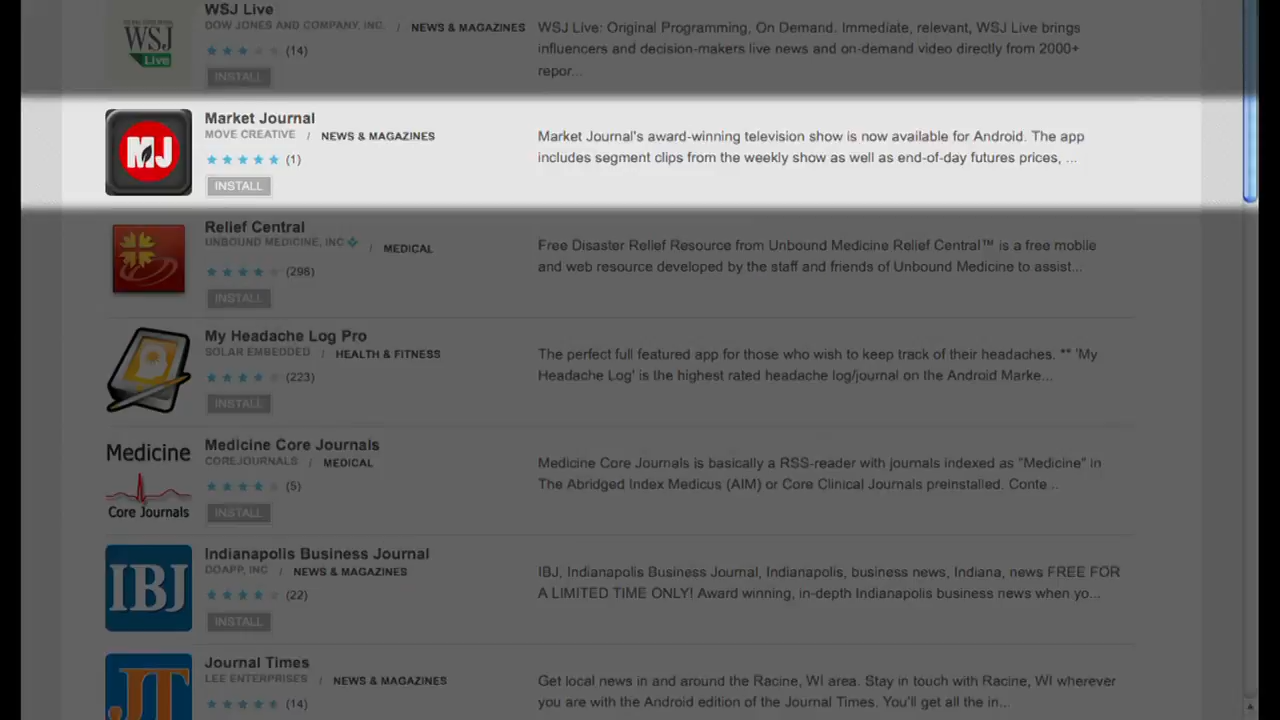 WSJ Live
DOW JONES AND COMPANY, INC. / NEWS & MAGAZINES
(14)
INSTALL
WSJ
Live
WSJ Live: Original Programming, On Demand. Immediate, relevant, WSJ Live brings
influencers and decision-makers live news and on-demand video directly from 2000+
repor...
MJ
Market Journal
MOVE CREATIVE / NEWS & MAGAZINES
(1)
INSTALL
Market Journal's award-winning television show is now available for Android. The app
includes segment clips from the weekly show as well as end-of-day futures prices, ...
Relief Central
UNBOUND MEDICINE, INC / MEDICAL
(298)
INSTALL
Free Disaster Relief Resource from Unbound Medicine Relief Central™ is a free mobile
and web resource developed by the staff and friends of Unbound Medicine to assist...
My Headache Log Pro
SOLAR EMBEDDED / HEALTH & FITNESS
(223)
INSTALL
The perfect full featured app for those who wish to keep track of their headaches. ** 'My
Headache Log' is the highest rated headache log/journal on the Android Marke...
Medicine
Core Journals
Medicine Core Journals
COREJOURNALS / MEDICAL
(5)
INSTALL
Medicine Core Journals is basically a RSS-reader with journals indexed as "Medicine" in
The Abridged Index Medicus (AIM) or Core Clinical Journals preinstalled. Conte ..
IBJ
Indianapolis Business Journal
DOAPP, INC / NEWS & MAGAZINES
(22)
INSTALL
IBJ, Indianapolis Business Journal, Indianapolis, business news, Indiana, news FREE FOR
A LIMITED TIME ONLY! Award winning, in-depth Indianapolis business news when yo...
JT
Journal Times
LEE ENTERPRISES / NEWS & MAGAZINES
(14)
Get local news in and around the Racine, WI area. Stay in touch with Racine, WI wherever
you are with the Android edition of the Journal Times. You'll get all the in...